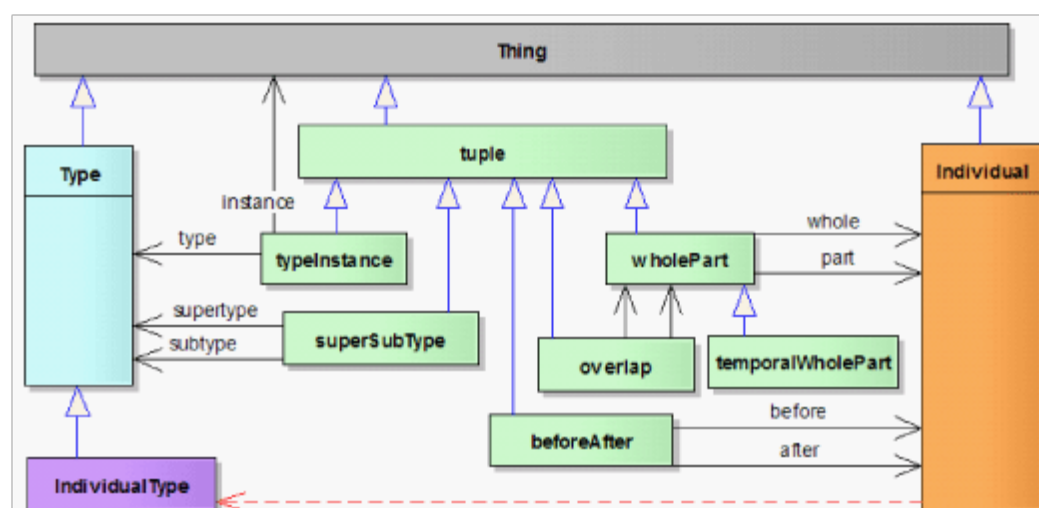 Thing
tuple
Type
Individual
instance
whole
type
typeInstance
wholePart
part
supertype
superSubType
subtype
overlap
temporalWholePart
before
beforeAfter
after
IndividualType